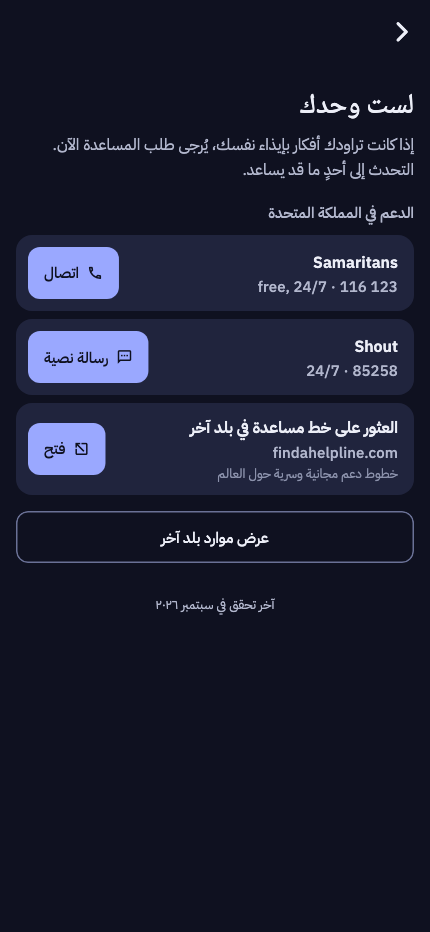 لست وحدك
إذا كانت تراودك أفكار بإيذاء نفسك، يُرجى طلب المساعدة الآن.
التحدث إلى أحدٍ ما قد يساعد.
الدعم في المملكة المتحدة
Samaritans
free, 24/7 · 116 123
اتصال
Shout
24/7 · 85258
رسالة نصية
العثور على خط مساعدة في بلد آخر
findahelpline.com
خطوط دعم مجانية وسرية حول العالم
فتح
عرض موارد بلد آخر
آخر تحقق في سبتمبر ٢٠٢٦